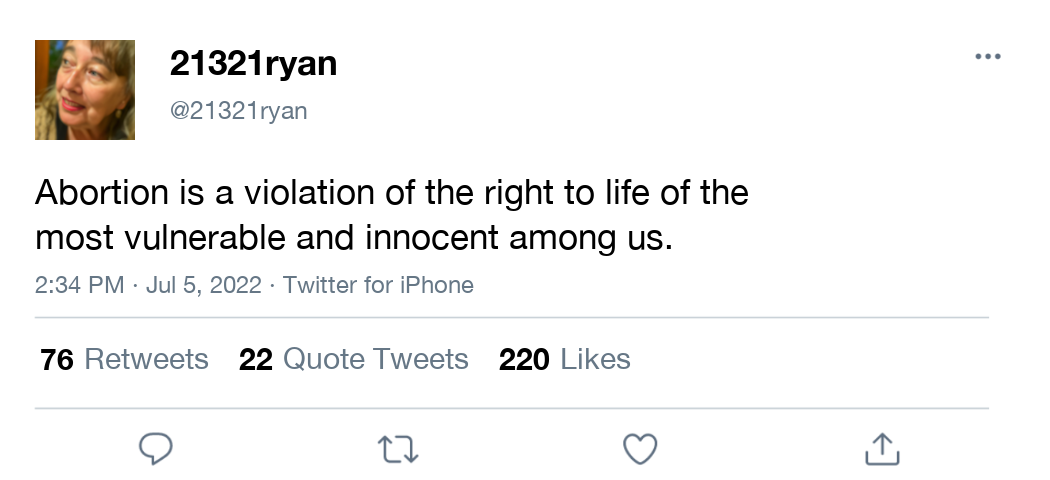 21321ryan
@21321ryan
Abortion is a violation of the right to life of the
most vulnerable and innocent among us.
2:34 PM · Jul 5, 2022 · Twitter for iPhone
76 Retweets 22 Quote Tweets 220 Likes